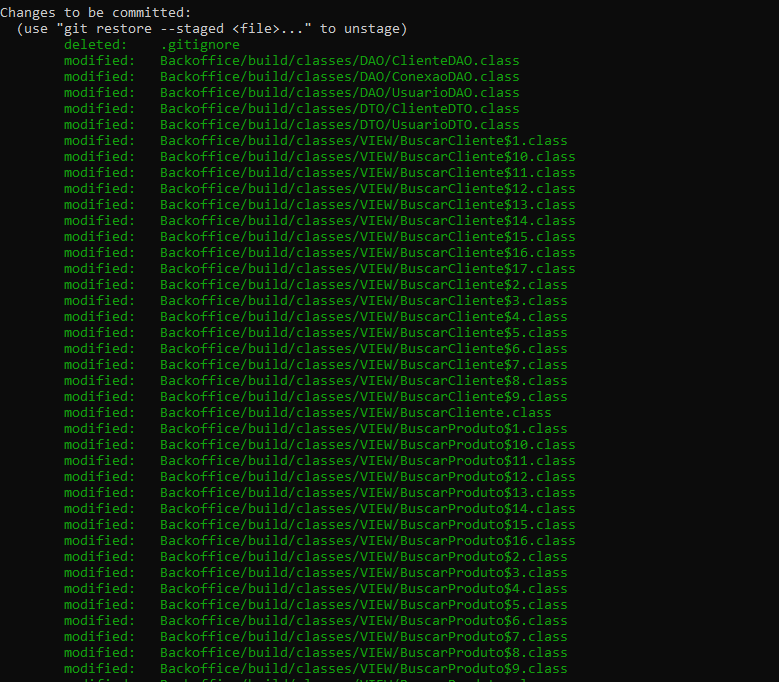 Changes to be committed:
  (use "git restore --staged <file>..." to unstage)
        deleted:    .gitignore
        modified:   Backoffice/build/classes/DAO/ClienteDAO.class
        modified:   Backoffice/build/classes/DAO/ConexaoDAO.class
        modified:   Backoffice/build/classes/DAO/UsuarioDAO.class
        modified:   Backoffice/build/classes/DTO/ClienteDTO.class
        modified:   Backoffice/build/classes/DTO/UsuarioDTO.class
        modified:   Backoffice/build/classes/VIEW/BuscarCliente$1.class
        modified:   Backoffice/build/classes/VIEW/BuscarCliente$10.class
        modified:   Backoffice/build/classes/VIEW/BuscarCliente$11.class
        modified:   Backoffice/build/classes/VIEW/BuscarCliente$12.class
        modified:   Backoffice/build/classes/VIEW/BuscarCliente$13.class
        modified:   Backoffice/build/classes/VIEW/BuscarCliente$14.class
        modified:   Backoffice/build/classes/VIEW/BuscarCliente$15.class
        modified:   Backoffice/build/classes/VIEW/BuscarCliente$16.class
        modified:   Backoffice/build/classes/VIEW/BuscarCliente$17.class
        modified:   Backoffice/build/classes/VIEW/BuscarCliente$2.class
        modified:   Backoffice/build/classes/VIEW/BuscarCliente$3.class
        modified:   Backoffice/build/classes/VIEW/BuscarCliente$4.class
        modified:   Backoffice/build/classes/VIEW/BuscarCliente$5.class
        modified:   Backoffice/build/classes/VIEW/BuscarCliente$6.class
        modified:   Backoffice/build/classes/VIEW/BuscarCliente$7.class
        modified:   Backoffice/build/classes/VIEW/BuscarCliente$8.class
        modified:   Backoffice/build/classes/VIEW/BuscarCliente$9.class
        modified:   Backoffice/build/classes/VIEW/BuscarCliente.class
        modified:   Backoffice/build/classes/VIEW/BuscarProduto$1.class
        modified:   Backoffice/build/classes/VIEW/BuscarProduto$10.class
        modified:   Backoffice/build/classes/VIEW/BuscarProduto$11.class
        modified:   Backoffice/build/classes/VIEW/BuscarProduto$12.class
        modified:   Backoffice/build/classes/VIEW/BuscarProduto$13.class
        modified:   Backoffice/build/classes/VIEW/BuscarProduto$14.class
        modified:   Backoffice/build/classes/VIEW/BuscarProduto$15.class
        modified:   Backoffice/build/classes/VIEW/BuscarProduto$16.class
        modified:   Backoffice/build/classes/VIEW/BuscarProduto$2.class
        modified:   Backoffice/build/classes/VIEW/BuscarProduto$3.class
        modified:   Backoffice/build/classes/VIEW/BuscarProduto$4.class
        modified:   Backoffice/build/classes/VIEW/BuscarProduto$5.class
        modified:   Backoffice/build/classes/VIEW/BuscarProduto$6.class
        modified:   Backoffice/build/classes/VIEW/BuscarProduto$7.class
        modified:   Backoffice/build/classes/VIEW/BuscarProduto$8.class
        modified:   Backoffice/build/classes/VIEW/BuscarProduto$9.class